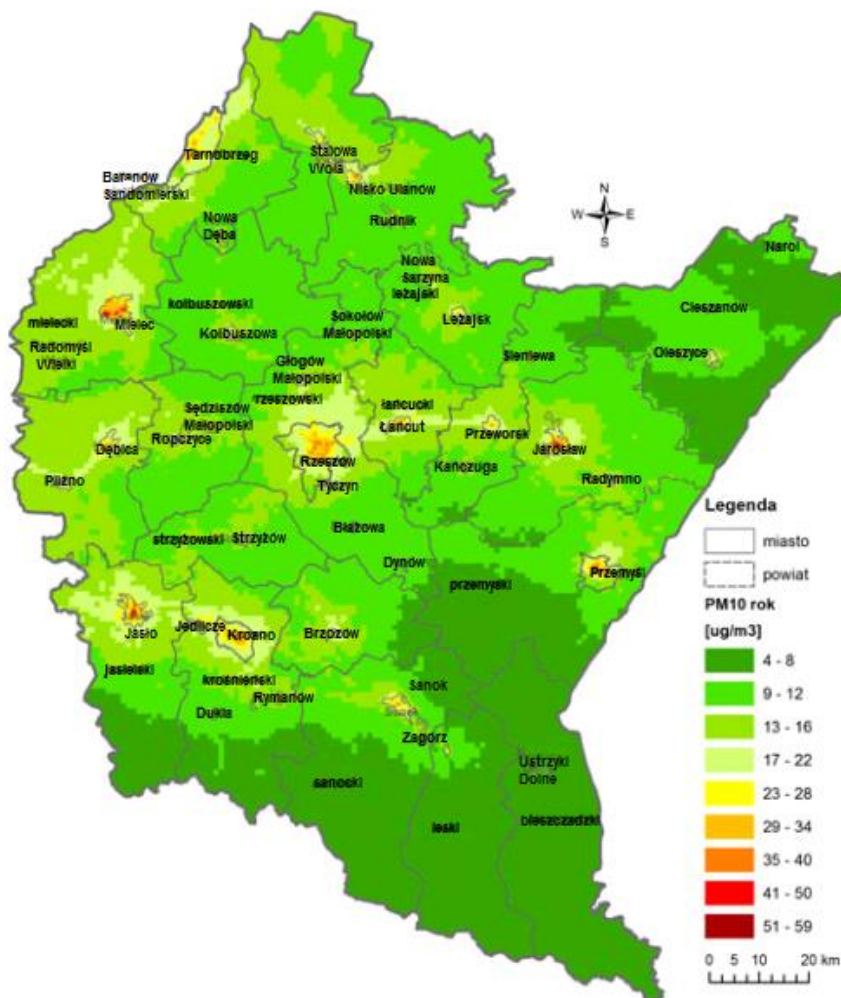 Tarnobrzeg
Stalowa
Wola
Baranów
Sandomierski
Nisko Ulanów
N
W E
S
Nowa
Dęba
Rudnik
Narol
Nowa
Sarzyna
leżajski
kolbuszowski
Cieszanów
mielecki
Mielec
Sokołów
Małopolski
Leżajsk
Kolbuszowa
Radomyśl
Wielki
Oleszyce
Głogów
Małopolski
Sieniewa
rzeszowski
łańcucki
Sędziszów
Małopolski
Łańcut
Przeworsk
Ropczyce
Dębica
Jarosław
Rzeszów
Kańczuga
Pilzno
Tyczyn
Radymno
Legenda
miasto
powiat
Błażowa
strzyżowski
Strzyżów
Dynów
Przemyśl
przemyski
PM10 rok
[ug/m3]
4 - 8
9 - 12
13 - 16
17 - 22
23 - 28
29 - 34
35 - 40
41 - 50
51 - 59
0 5 10 20 km
Jasło
Jedlicze
Krosno
Brzozów
jasielski
krośnieński
Rymanów
Sanok
Dukla
Zagórz
Ustrzyki
Dolne
sanocki
leski
bieszczadzki